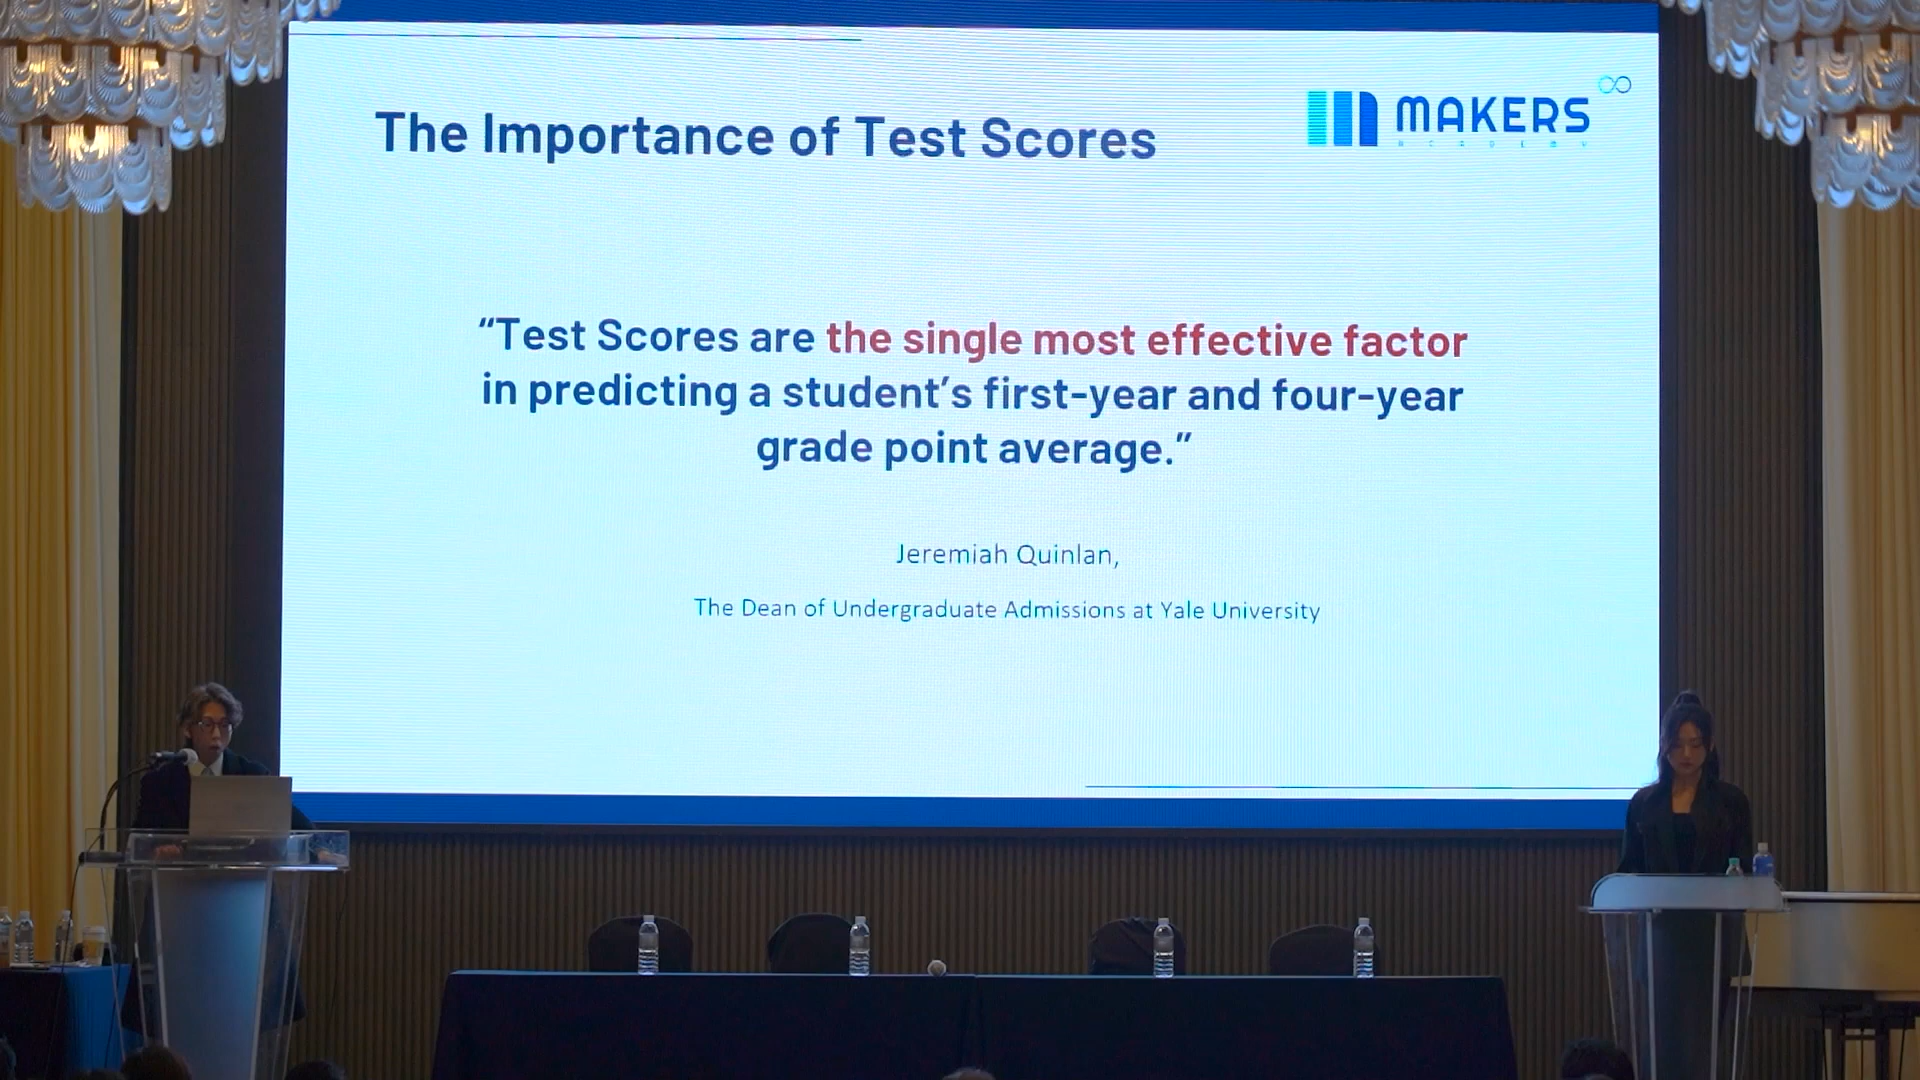 The Importance of Test Scores
MAKERS
ACADEMY
“Test Scores are the single most effective factor
in predicting a student’s first-year and four-year
grade point average.”
Jeremiah Quinlan,
The Dean of Undergraduate Admissions at Yale University